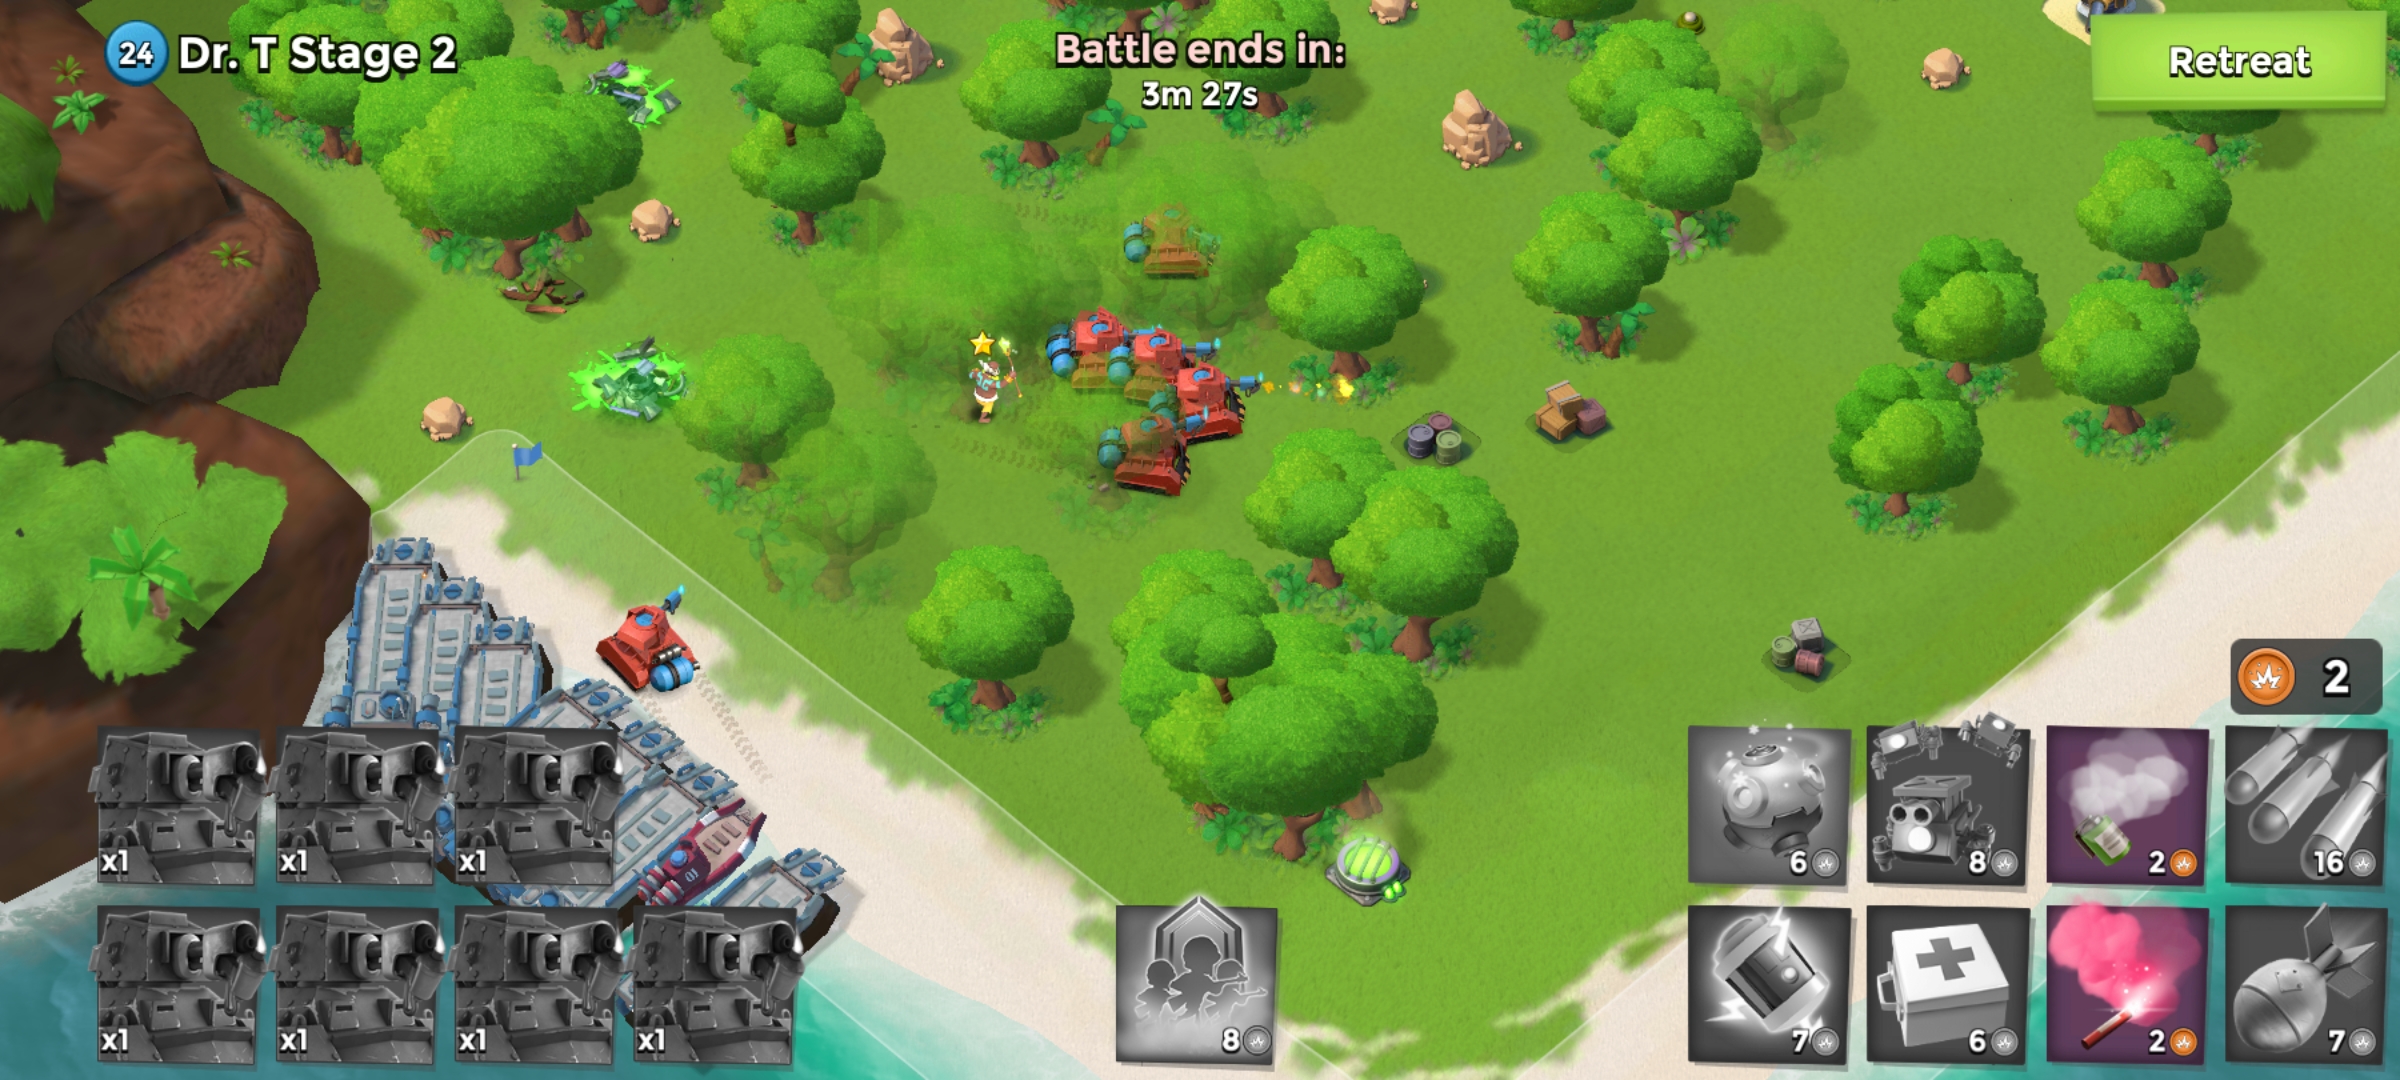 24 Dr. T Stage 2
Battle ends in:
3m 27s
Retreat
2
x1 x1 x1
6 8 2 16
x1 x1 x1 x1
8
7 6 2 7